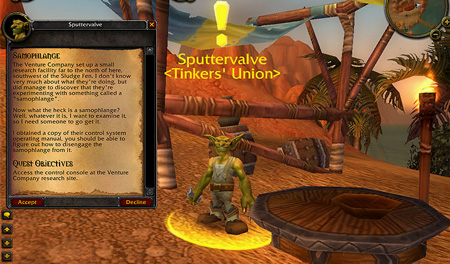 Sputtervalve
Samophlange
The Venture Company set up a small
research facility far to the north of here,
southwest of the Sludge Fen. I don't know
very much about what they're doing, but
did manage to discover that they're
experimenting with something called a
"samophlange".
Now what the heck is a samophlange?
Well, whatever it is, I want to examine it,
so I need someone to go get it.
I obtained a copy of their control system
operating manual, you should be able to
figure out how to disengage the
samophlange from it.
Quest Objectives
Access the control console at the Venture
Company research site.
Accept
Decline
Sputtervalve
<Tinkers' Union>